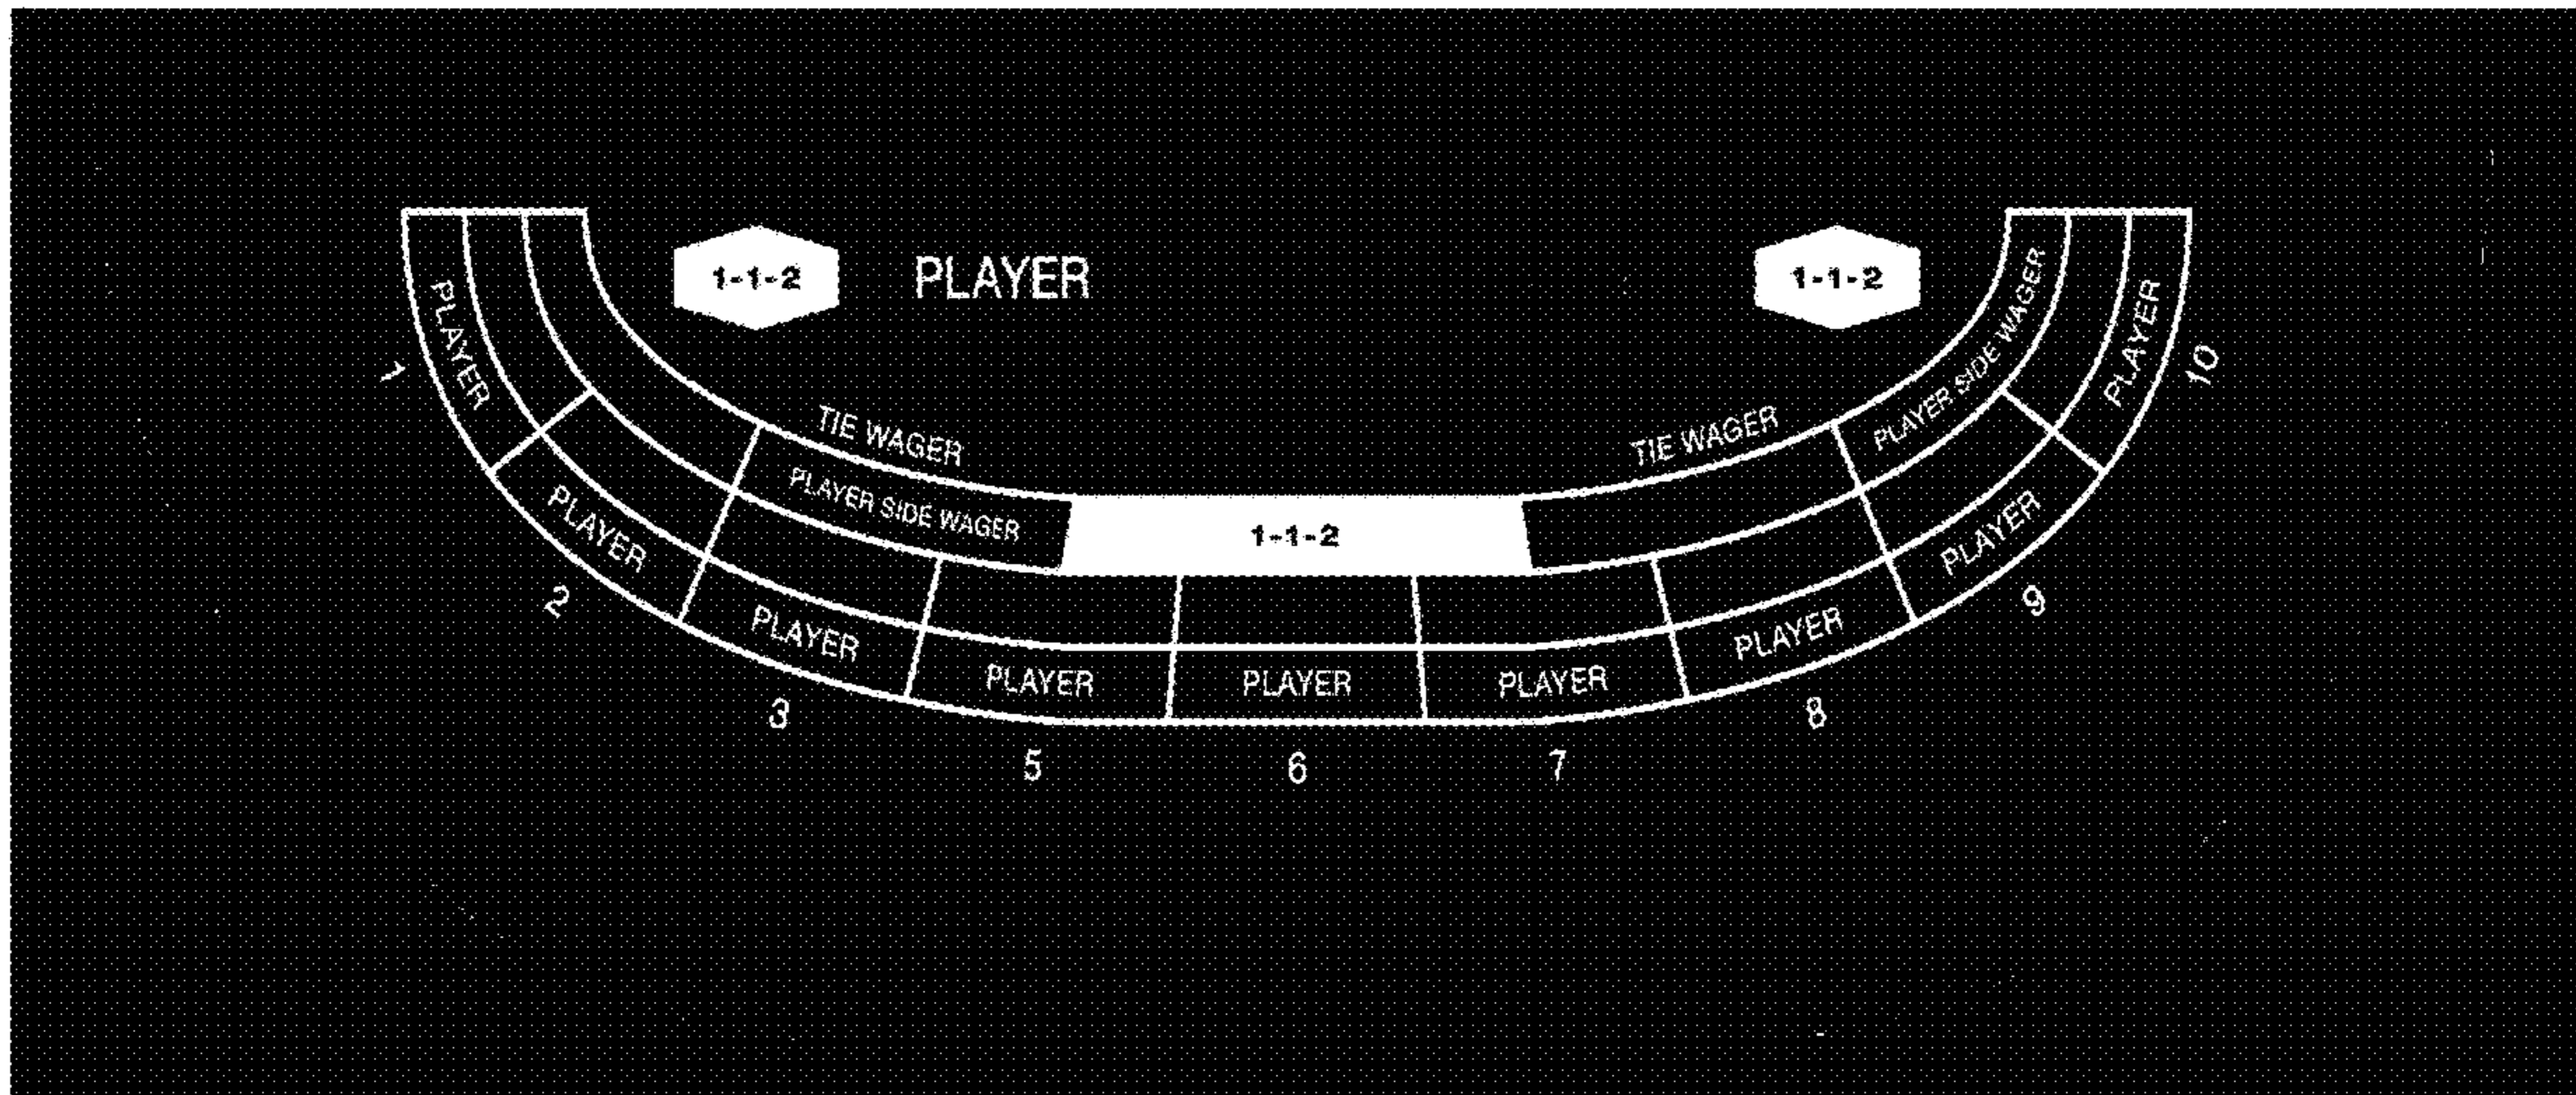 1-1-2
PLAYER
1-1-2
TIE WAGER
TIE WAGER
PLAYER SIDE WAGER
PLAYER SIDE WAGER
1-1-2
PLAYER
PLAYER
PLAYER
PLAYER
PLAYER
PLAYER
PLAYER
PLAYER
PLAYER
1
2
3
5
6
7
8
9
10